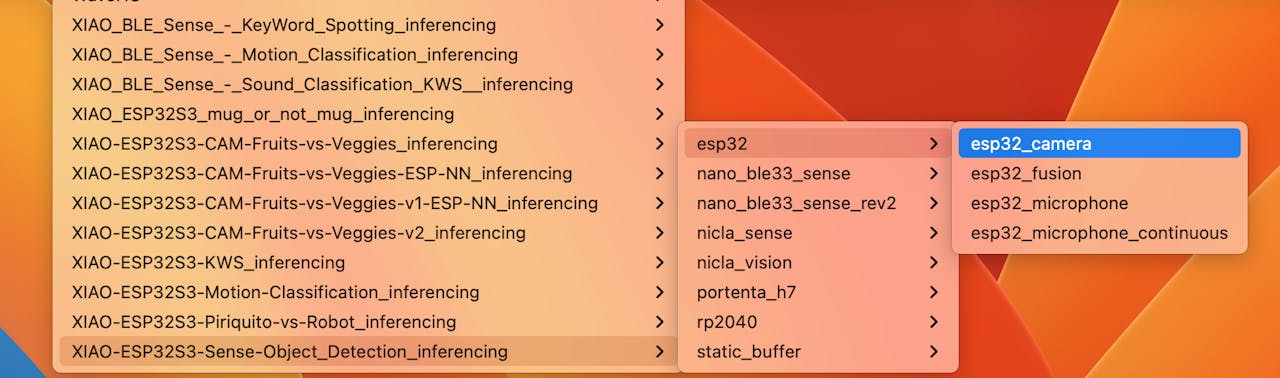 XIAO_BLE_Sense_-_KeyWord_Spotting_inferencing
XIAO_BLE_Sense_-_Motion_Classification_inferencing
XIAO_BLE_Sense_-_Sound_Classification_KWS__inferencing
XIAO_ESP32S3_mug_or_not_mug_inferencing
XIAO-ESP32S3-CAM-Fruits-vs-Veggies_inferencing
XIAO-ESP32S3-CAM-Fruits-vs-Veggies-ESP-NN_inferencing
XIAO-ESP32S3-CAM-Fruits-vs-Veggies-v1-ESP-NN_inferencing
XIAO-ESP32S3-CAM-Fruits-vs-Veggies-v2_inferencing
XIAO-ESP32S3-KWS_inferencing
XIAO-ESP32S3-Motion-Classification_inferencing
XIAO-ESP32S3-Piriquito-vs-Robot_inferencing
XIAO-ESP32S3-Sense-Object_Detection_inferencing
esp32
nano_ble33_sense
nano_ble33_sense_rev2
nicla_sense
nicla_vision
portenta_h7
rp2040
static_buffer
esp32_camera
esp32_fusion
esp32_microphone
esp32_microphone_continuous